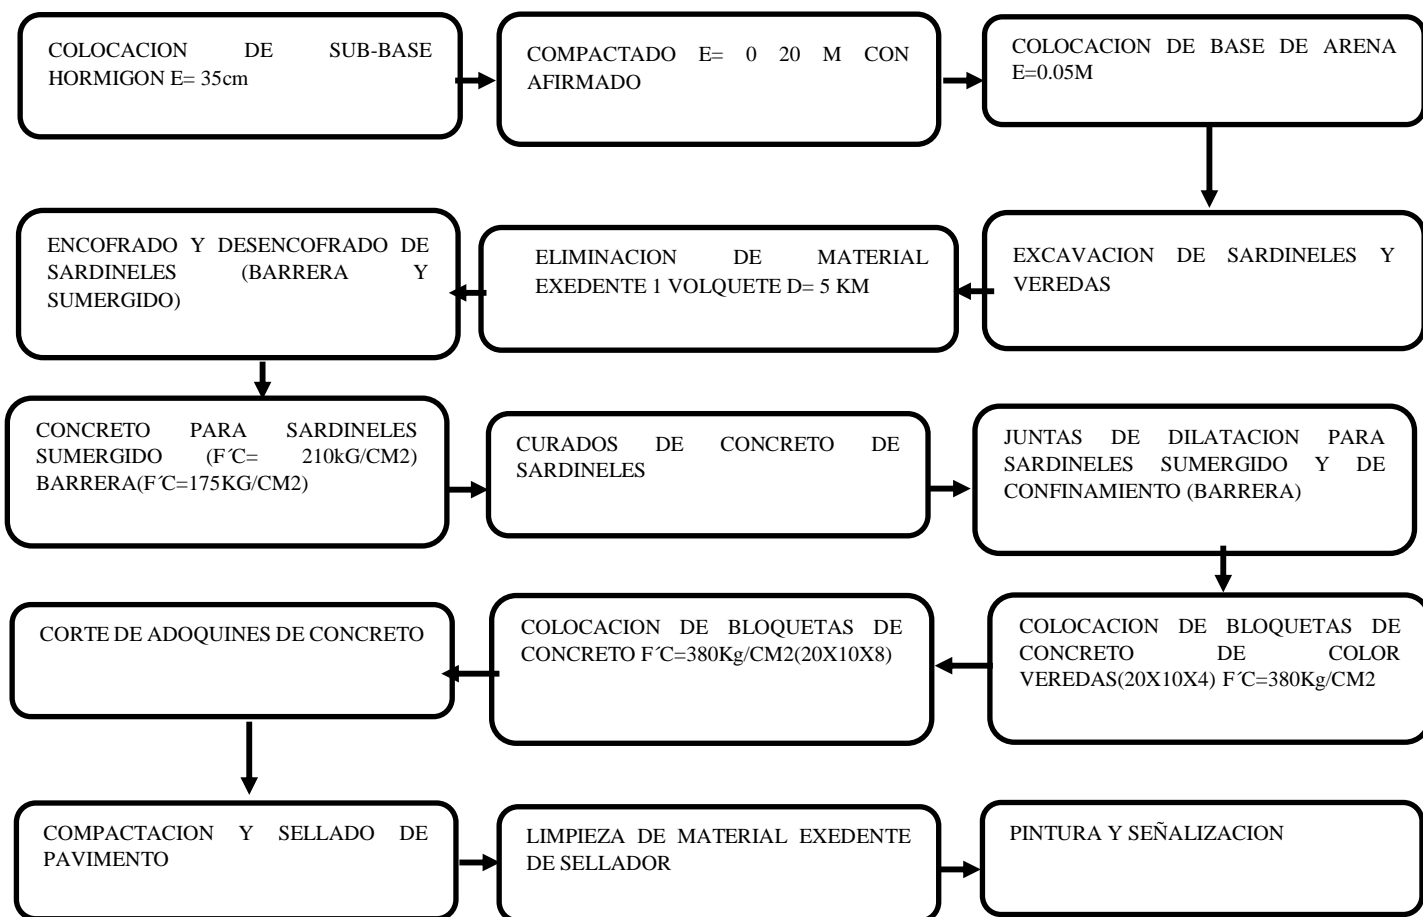 COLOCACION DE SUB-BASE
HORMIGON E= 35cm
COMPACTADO E= 0 20 M CON
AFIRMADO
COLOCACION DE BASE DE ARENA
E=0.05M
EXCAVACION DE SARDINELES Y
VEREDAS
ELIMINACION DE MATERIAL
EXEDENTE 1 VOLQUETE D= 5 KM
ENCOFRADO Y DESENCOFRADO DE
SARDINELES (BARRERA Y
SUMERGIDO)
CONCRETO PARA SARDINELES
SUMERGIDO (F´C= 210kG/CM2)
BARRERA(F´C=175KG/CM2)
CURADOS DE CONCRETO DE
SARDINELES
JUNTAS DE DILATACION PARA
SARDINELES SUMERGIDO Y DE
CONFINAMIENTO (BARRERA)
COLOCACION DE BLOQUETAS DE
CONCRETO DE COLOR
VEREDAS(20X10X4) F´C=380Kg/CM2
COLOCACION DE BLOQUETAS DE
CONCRETO F´C=380Kg/CM2(20X10X8)
CORTE DE ADOQUINES DE CONCRETO
COMPACTACION Y SELLADO DE
PAVIMENTO
LIMPIEZA DE MATERIAL EXEDENTE
DE SELLADOR
PINTURA Y SEÑALIZACION